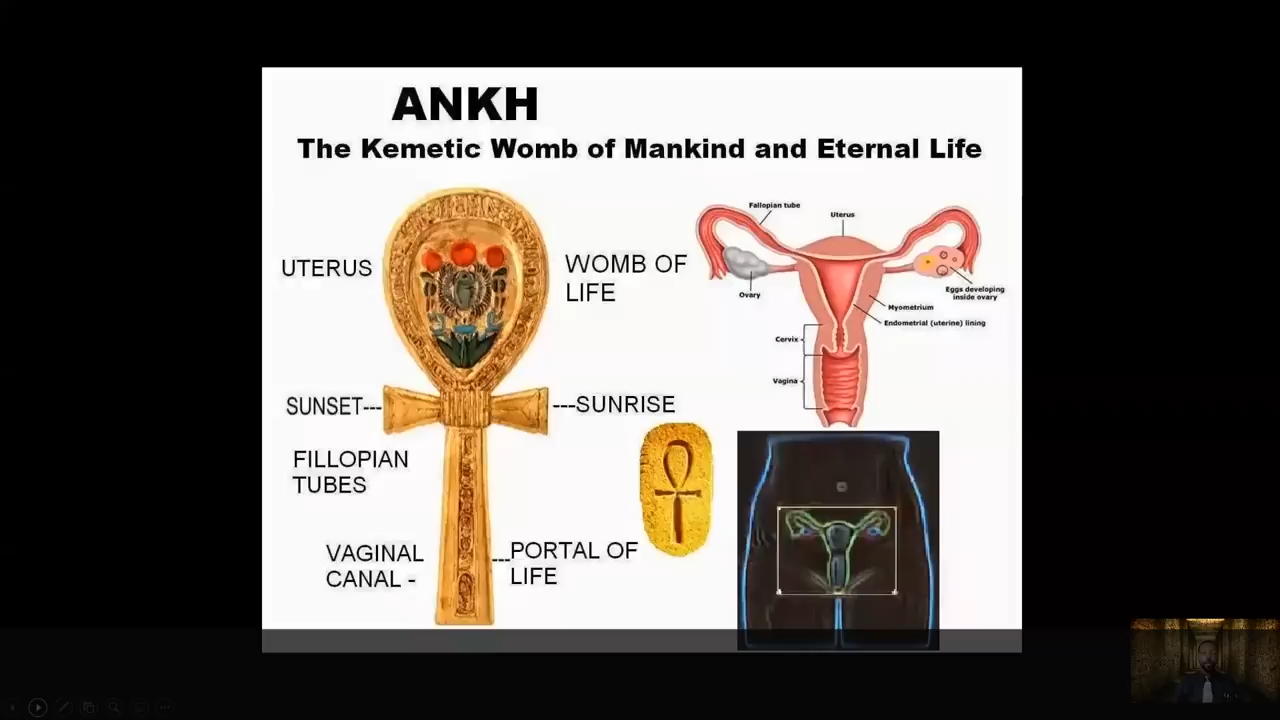 ANKH
The Kemetic Womb of Mankind and Eternal Life
UTERUS
WOMB OF
LIFE
SUNSET---
---SUNRISE
FILLOPIAN
TUBES
VAGINAL
CANAL -
---PORTAL OF
LIFE
Fallopian tube
Uterus
Ovary
Eggs developing
inside ovary
Myometrium
Endometrial (uterine) lining
Cervix
Vagina